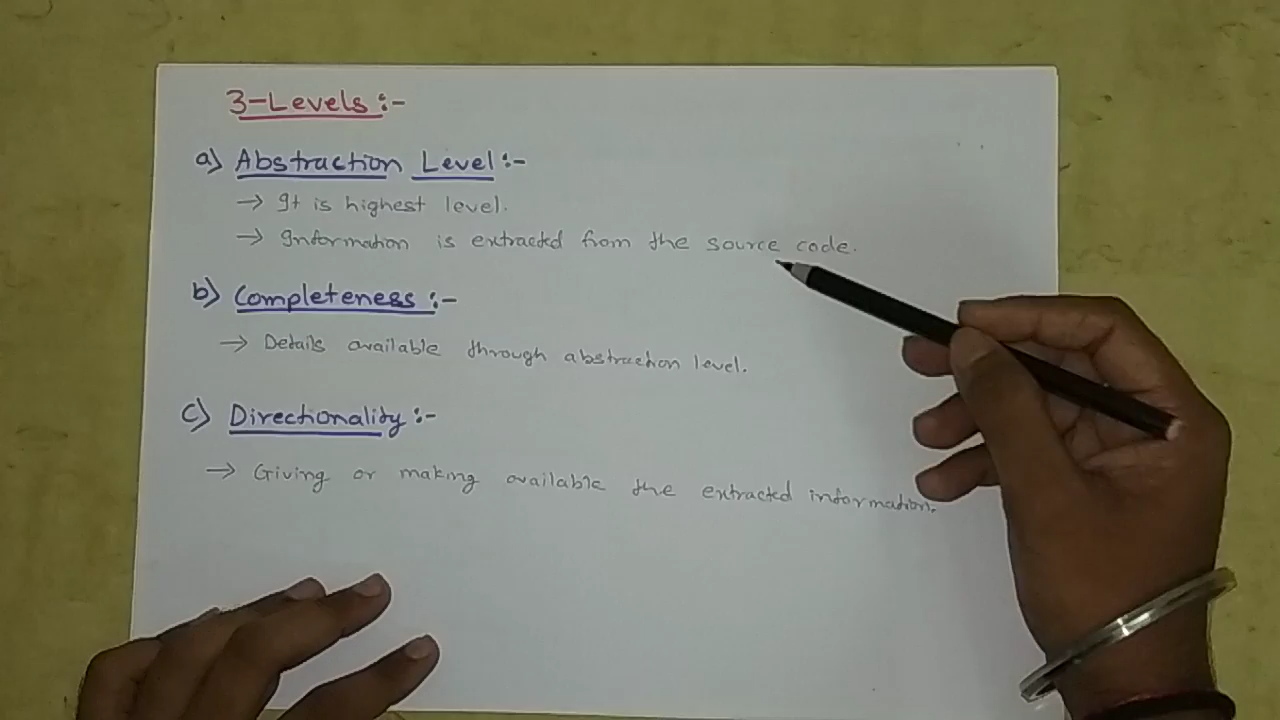 3-Levels :-
a) Abstraction Level :-
→ It is highest level.
→ Information is extracted from the source code.
b) Completeness :-
→ Details available through abstraction level.
c) Directionality :-
→ Giving or making available the extracted information.